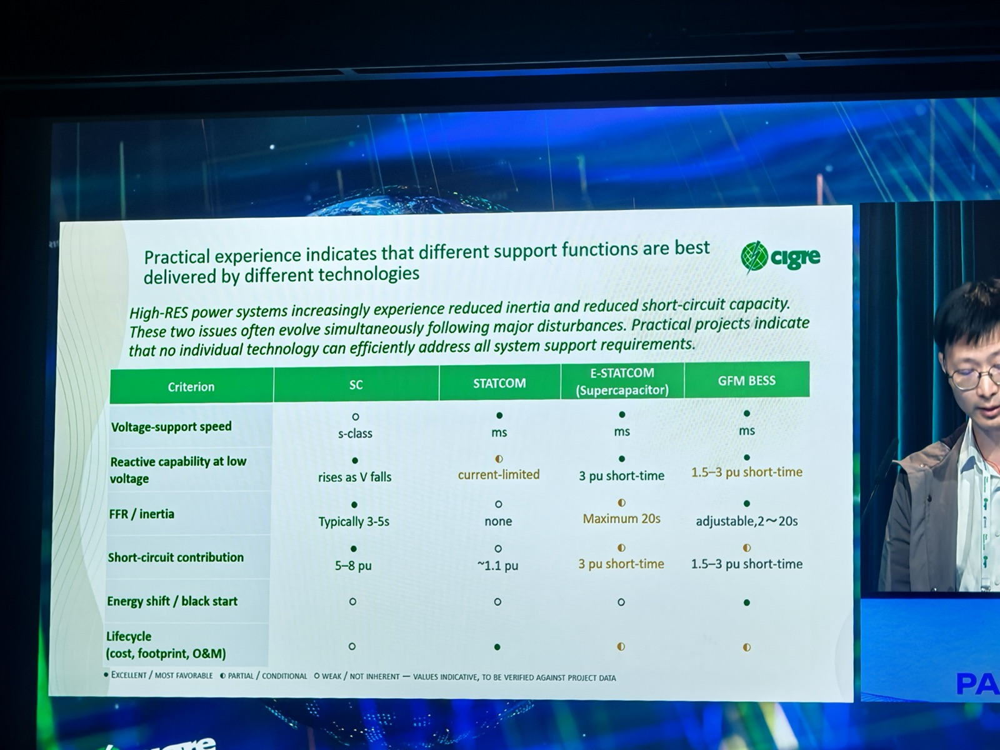 Practical experience indicates that different support functions are best
delivered by different technologies
cigre
High-RES power systems increasingly experience reduced inertia and reduced short-circuit capacity.
These two issues often evolve simultaneously following major disturbances. Practical projects indicate
that no individual technology can efficiently address all system support requirements.
Criterion SC STATCOM E-STATCOM (Supercapacitor) GFM BESS
Voltage-support speed ○ s-class ● ms ● ms ● ms
Reactive capability at low voltage ● rises as V falls ◐ current-limited ● 3 pu short-time ● 1.5–3 pu short-time
FFR / inertia ● Typically 3-5s ○ none ◐ Maximum 20s ● adjustable,2～20s
Short-circuit contribution ● 5–8 pu ○ ~1.1 pu ◐ 3 pu short-time ◐ 1.5–3 pu short-time
Energy shift / black start ○ ○ ○ ●
Lifecycle (cost, footprint, O&M) ○ ● ◐ ◐
● EXCELLENT / MOST FAVORABLE ◐ PARTIAL / CONDITIONAL ○ WEAK / NOT INHERENT — VALUES INDICATIVE, TO BE VERIFIED AGAINST PROJECT DATA
PA
cigre